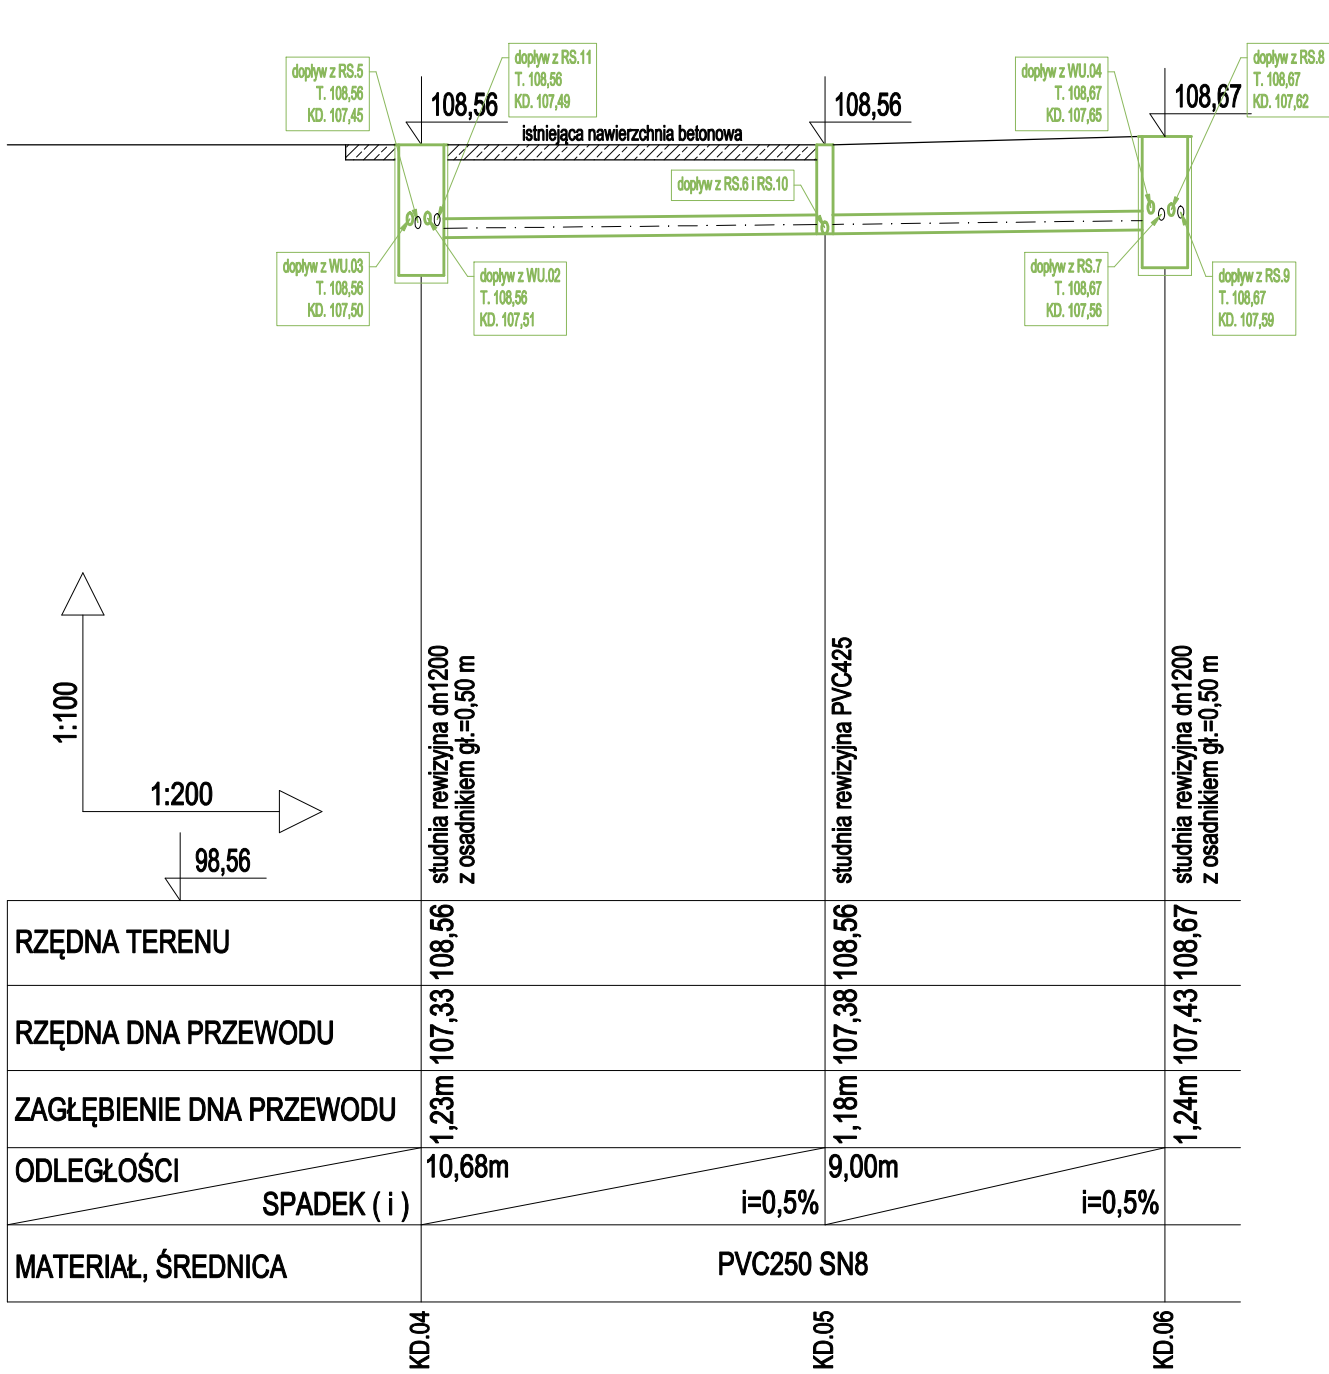 dopływ z RS.5
T. 108,56
KD. 107,45
dopływ z RS.11
T. 108,56
KD. 107,49
108,56
istniejąca nawierzchnia betonowa
108,56
dopływ z WU.04
T. 108,67
KD. 107,65
108,67
dopływ z RS.8
T. 108,67
KD. 107,62
dopływ z RS.6 i RS.10
dopływ z WU.03
T. 108,56
KD. 107,50
dopływ z WU.02
T. 108,56
KD. 107,51
dopływ z RS.7
T. 108,67
KD. 107,56
dopływ z RS.9
T. 108,67
KD. 107,59
1:100
1:200
98,56
studnia rewizyjna dn1200
z osadnikiem gł.=0,50 m
studnia rewizyjna PVC425
studnia rewizyjna dn1200
z osadnikiem gł.=0,50 m
RZĘDNA TERENU 108,56 108,56 108,67
RZĘDNA DNA PRZEWODU 107,33 107,38 107,43
ZAGŁĘBIENIE DNA PRZEWODU 1,23m 1,18m 1,24m
ODLEGŁOŚCI 10,68m 9,00m
SPADEK ( i ) i=0,5% i=0,5%
MATERIAŁ, ŚREDNICA PVC250 SN8
KD.04 KD.05 KD.06